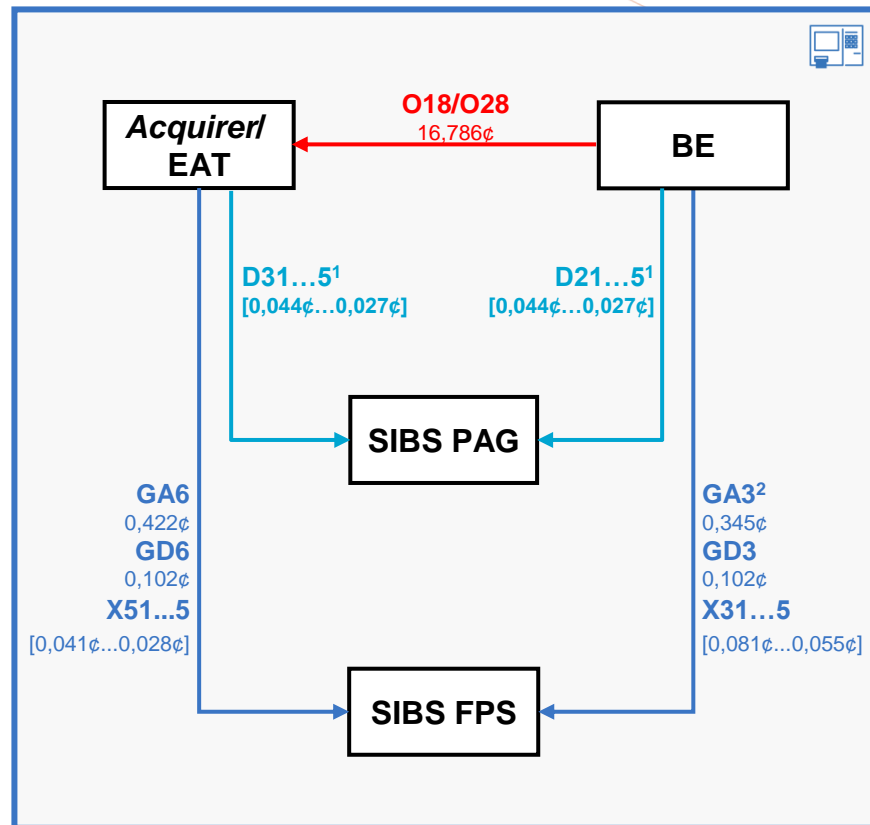 O18/O28
16,786¢
Acquirer/
EAT
BE
D31…5¹
[0,044¢…0,027¢]
D21…5¹
[0,044¢…0,027¢]
SIBS PAG
GA6
0,422¢
GD6
0,102¢
X51...5
[0,041¢...0,028¢]
GA3²
0,345¢
GD3
0,102¢
X31…5
[0,081¢...0,055¢]
SIBS FPS